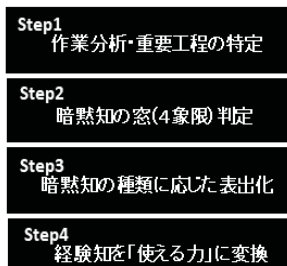 Step1
作業分析・重要工程の特定
Step2
暗黙知の窓(4象限)判定
Step3
暗黙知の種類に応じた表出化
Step4
経験知を「使える力」に変換